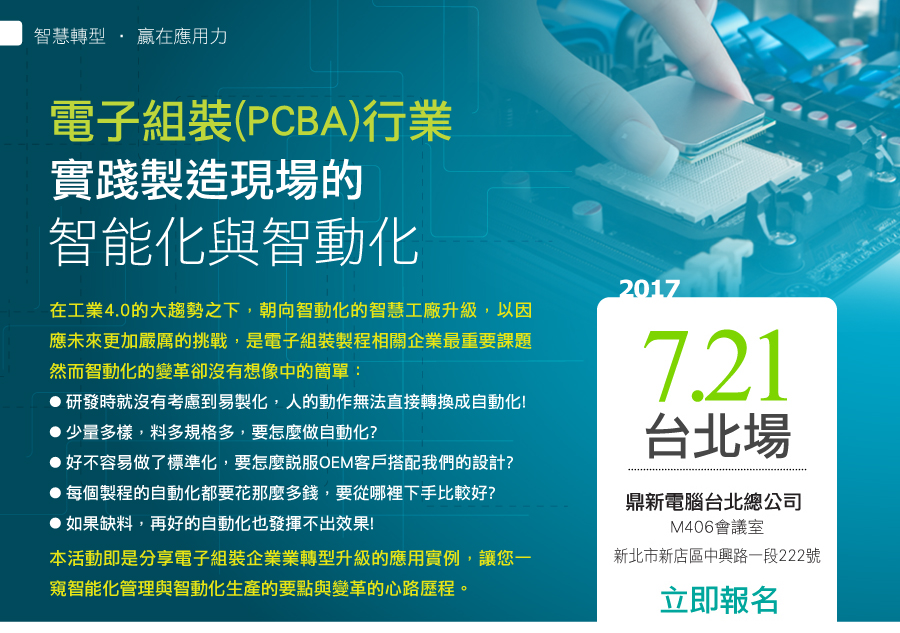 智慧轉型 ‧ 贏在應用力
電子組裝(PCBA)行業
實踐製造現場的
智能化與智動化
在工業4.0的大趨勢之下，朝向智動化的智慧工廠升級，以因
應未來更加嚴厲的挑戰，是電子組裝製程相關企業最重要課題
然而智動化的變革卻沒有想像中的簡單：
● 研發時就沒有考慮到易製化，人的動作無法直接轉換成自動化!
● 少量多樣，料多規格多，要怎麼做自動化?
● 好不容易做了標準化，要怎麼說服OEM客戶搭配我們的設計?
● 每個製程的自動化都要花那麼多錢，要從哪裡下手比較好?
● 如果缺料，再好的自動化也發揮不出效果!
本活動即是分享電子組裝企業業轉型升級的應用實例，讓您一
窺智能化管理與智動化生產的要點與變革的心路歷程。
2017
7.21
台北場
鼎新電腦台北總公司
M406會議室
新北市新店區中興路一段222號
立即報名